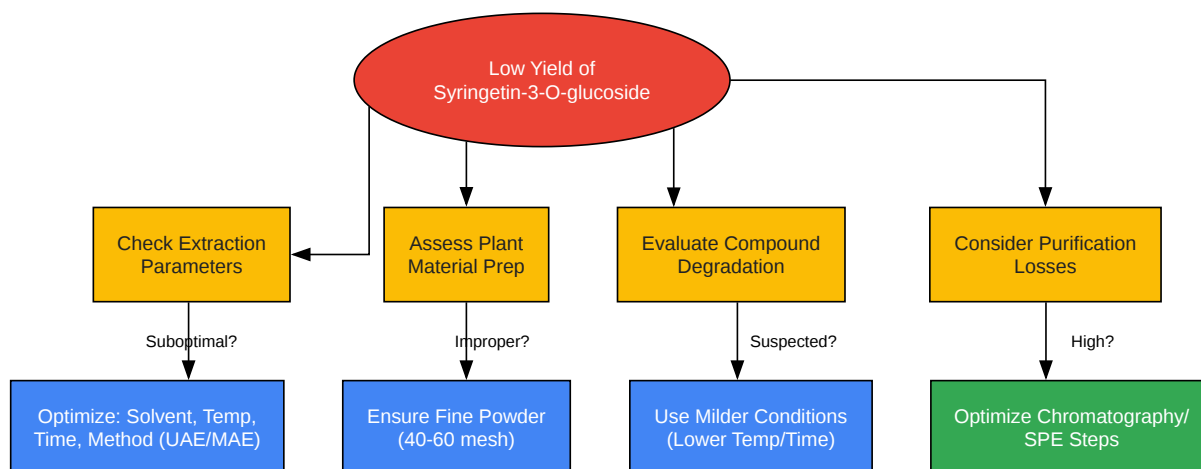 Low Yield of
Syringetin-3-O-glucoside
Check Extraction
Parameters
Assess Plant
Material Prep
Evaluate Compound
Degradation
Consider Purification
Losses
Suboptimal?
Improper?
Suspected?
High?
Optimize: Solvent, Temp,
Time, Method (UAE/MAE)
Ensure Fine Powder
(40-60 mesh)
Use Milder Conditions
(Lower Temp/Time)
Optimize Chromatography/
SPE Steps